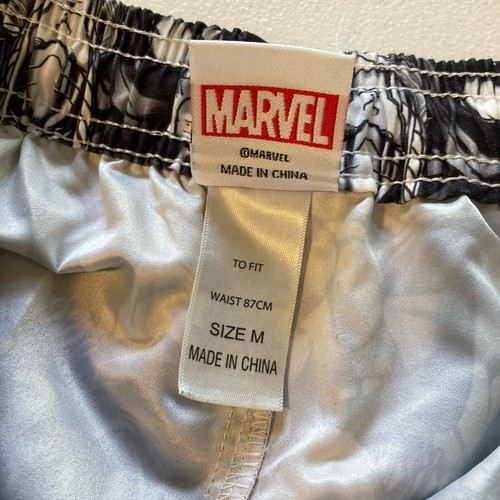 MARVEL
©MARVEL
MADE IN CHINA
TO FIT
WAIST 87CM
SIZE M
MADE IN CHINA